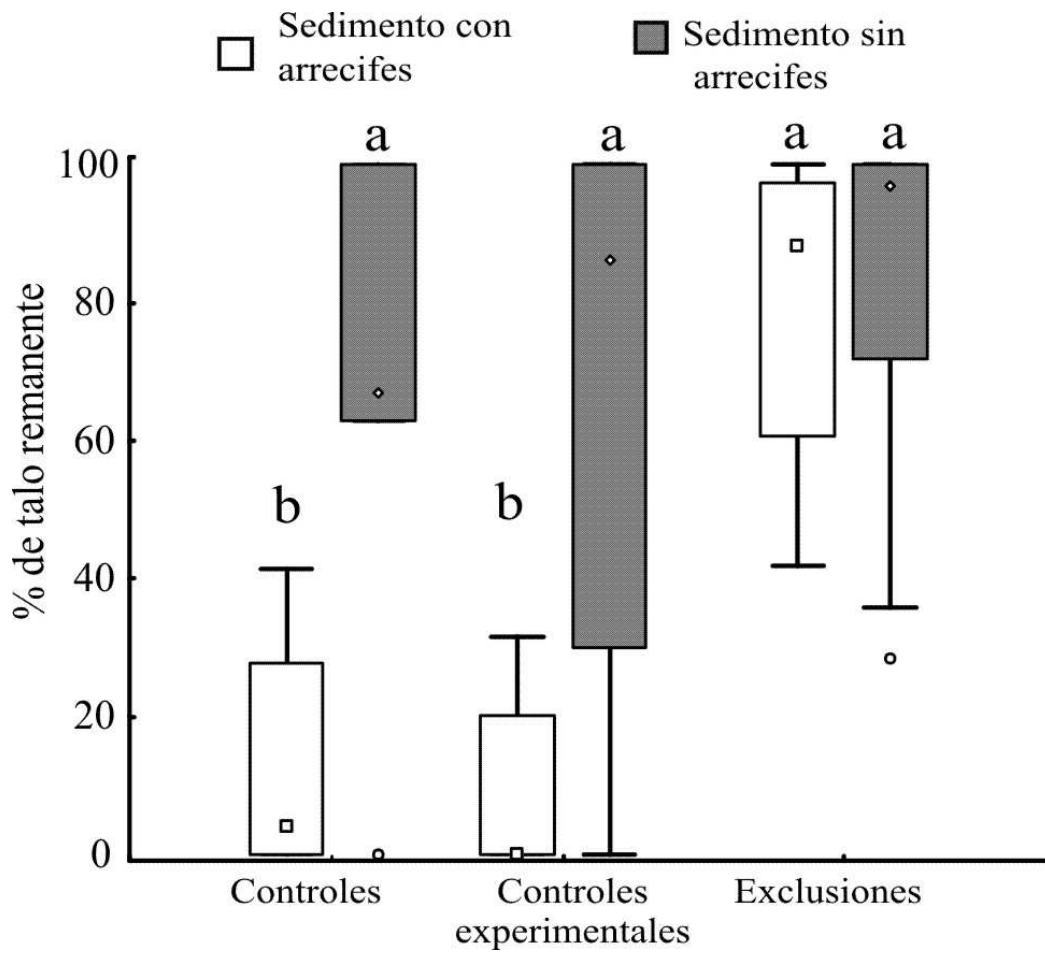 Sedimento con
arrecifes
Sedimento sin
arrecifes
% de talo remanente
100
80
60
40
20
0
b
a
b
a
a
a
Controles
Controles
experimentales
Exclusiones